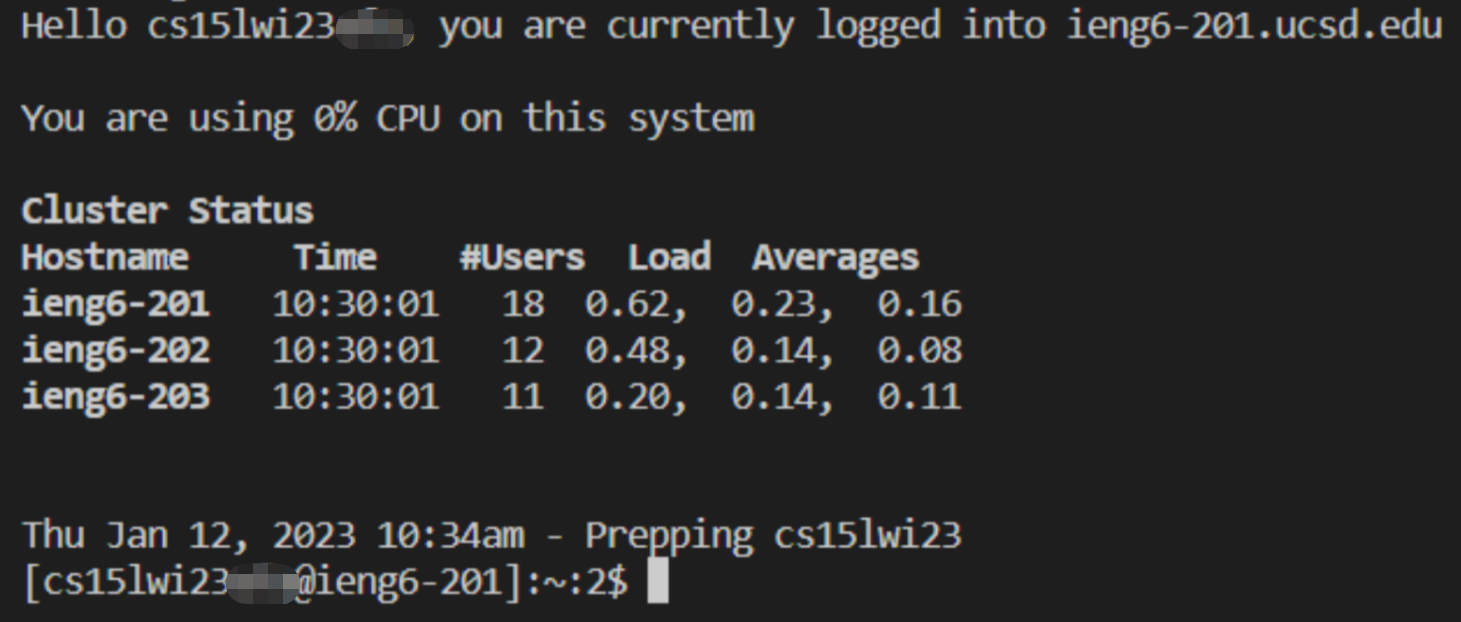 Hello cs15lwi23 you are currently logged into ieng6-201.ucsd.edu
You are using 0% CPU on this system
Cluster Status
Hostname Time #Users Load Averages
ieng6-201 10:30:01 18 0.62, 0.23, 0.16
ieng6-202 10:30:01 12 0.48, 0.14, 0.08
ieng6-203 10:30:01 11 0.20, 0.14, 0.11
Thu Jan 12, 2023 10:34am - Prepping cs15lwi23
[cs15lwi23@ieng6-201]:~:2$